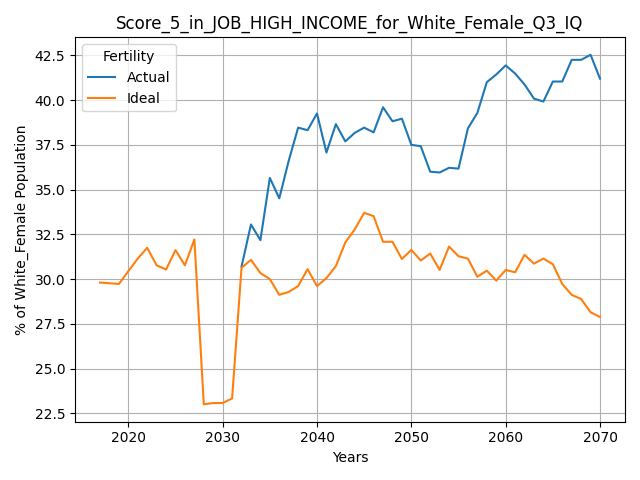 Score_5_in_JOB_HIGH_INCOME_for_White_Female_Q3_IQ
Fertility
Actual
Ideal
% of White_Female Population
42.5
40.0
37.5
35.0
32.5
30.0
27.5
25.0
22.5
2020 2030 2040 2050 2060 2070
Years